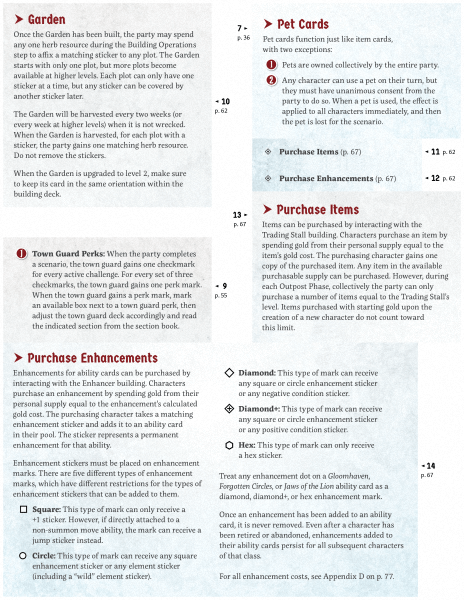 ➤ Garden
Once the Garden has been built, the party may spend
any one herb resource during the Building Operations
step to affix a matching sticker to any plot. The Garden
starts with only one plot, but more plots become
available at higher levels. Each plot can only have one
sticker at a time, but any sticker can be covered by
another sticker later.
The Garden will be harvested every two weeks (or
every week at higher levels) when it is not wrecked.
When the Garden is harvested, for each plot with a
sticker, the party gains one matching herb resource.
Do not remove the stickers.
When the Garden is upgraded to level 2, make sure
to keep its card in the same orientation within the
building deck.
◄ 10
p. 62
7 ►
p. 36
➤ Pet Cards
Pet cards function just like item cards,
with two exceptions:
1 Pets are owned collectively by the entire party.
2 Any character can use a pet on their turn, but
they must have unanimous consent from the
party to do so. When a pet is used, the effect is
applied to all characters immediately, and then
the pet is lost for the scenario.
Purchase Items (p. 67)
◄ 11 p. 62
Purchase Enhancements (p. 67)
◄ 12 p. 62
1 Town Guard Perks: When the party completes
a scenario, the town guard gains one checkmark
for every active challenge. For every set of three
checkmarks, the town guard gains one perk mark.
When the town guard gains a perk mark, mark
an available box next to a town guard perk, then
adjust the town guard deck accordingly and read
the indicated section from the section book.
◄ 9
p. 55
13 ►
p. 67
➤ Purchase Items
Items can be purchased by interacting with the
Trading Stall building. Characters purchase an item by
spending gold from their personal supply equal to the
item's gold cost. The purchasing character gains one
copy of the purchased item. Any item in the available
purchasable supply can be purchased. However, during
each Outpost Phase, collectively the party can only
purchase a number of items equal to the Trading Stall's
level. Items purchased with starting gold upon the
creation of a new character do not count toward
this limit.
➤ Purchase Enhancements
Enhancements for ability cards can be purchased by
interacting with the Enhancer building. Characters
purchase an enhancement by spending gold from their
personal supply equal to the enhancement's calculated
gold cost. The purchasing character takes a matching
enhancement sticker and adds it to an ability card
in their pool. The sticker represents a permanent
enhancement for that ability.
Enhancement stickers must be placed on enhancement
marks. There are five different types of enhancement
marks, which have different restrictions for the types of
enhancement stickers that can be added to them.
Square: This type of mark can only receive a
+1 sticker. However, if directly attached to a
non-summon move ability, the mark can receive a
jump sticker instead.
Circle: This type of mark can receive any square
enhancement sticker or any element sticker
(including a "wild" element sticker).
Diamond: This type of mark can receive
any square or circle enhancement sticker
or any negative condition sticker.
Diamond+: This type of mark can receive
any square or circle enhancement sticker
or any positive condition sticker.
Hex: This type of mark can only receive
a hex sticker.
Treat any enhancement dot on a Gloomhaven,
Forgotten Circles, or Jaws of the Lion ability card as a
diamond, diamond+, or hex enhancement mark.
Once an enhancement has been added to an ability
card, it is never removed. Even after a character has
been retired or abandoned, enhancements added to
their ability cards persist for all subsequent characters
of that class.
For all enhancement costs, see Appendix D on p. 77.
◄ 14
p. 67